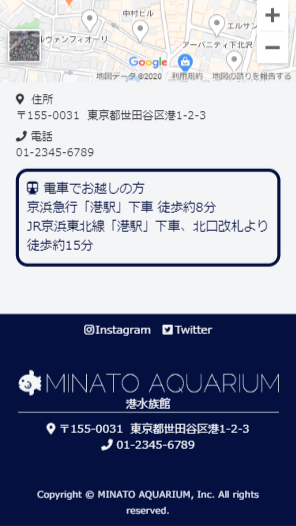 中村ビル
ルヴァンフィオーリ
エルサン
アーバニティ下北沢
Google
地図データ ©2020 利用規約 地図の誤りを報告する
住所
〒155-0031 東京都世田谷区港1-2-3
電話
01-2345-6789
電車でお越しの方
京浜急行「港駅」下車 徒歩約8分
JR京浜東北線「港駅」下車、北口改札より
徒歩約15分
Instagram Twitter
MINATO AQUARIUM
港水族館
〒155-0031 東京都世田谷区港1-2-3
01-2345-6789
Copyright © MINATO AQUARIUM, Inc. All rights
reserved.